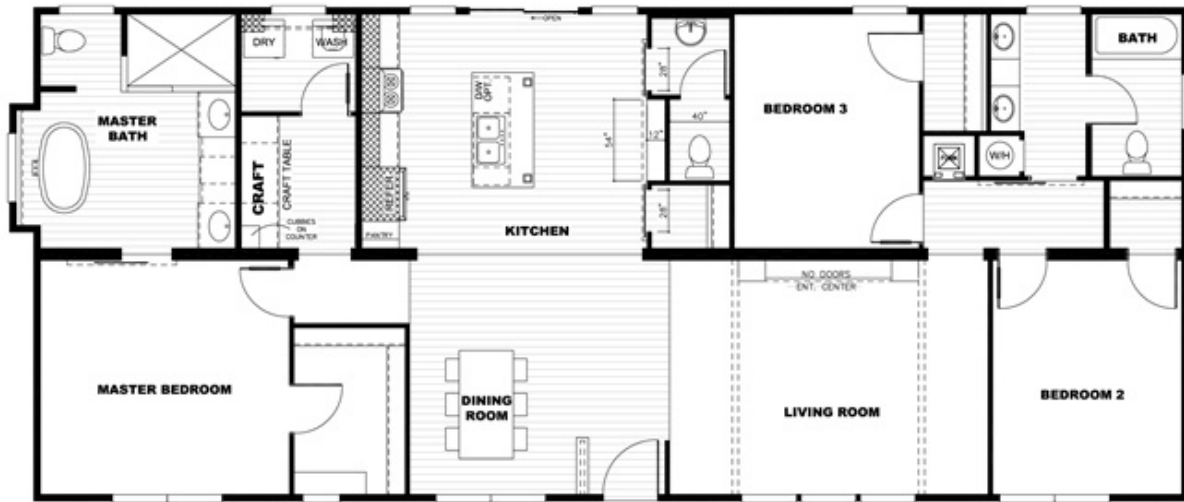 OPEN
DRY
WASH
MASTER
BATH
CRAFT
CRAFT TABLE
CUBBIES
ON
COUNTER
D/W
OPT.
REFER
PANTRY
KITCHEN
28"
54"
12"
40"
28"
BEDROOM 3
W/H
BATH
MASTER BEDROOM
DINING
ROOM
NO DOORS
ENT. CENTER
LIVING ROOM
BEDROOM 2